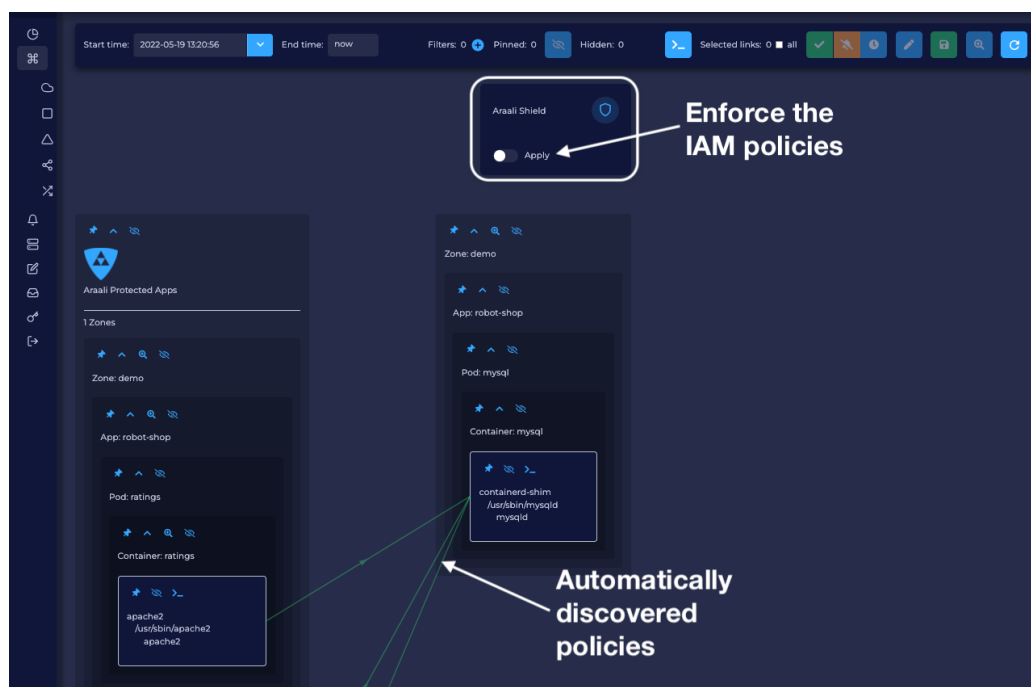 Start time: 2022-05-19 13:20:56 End time: now Filters: 0 Pinned: 0 Hidden: 0 Selected links: 0 all
Araali Shield
Apply
Enforce the
IAM policies
Araali Protected Apps
1 Zones
Zone: demo
App: robot-shop
Pod: ratings
Container: ratings
apache2
/usr/sbin/apache2
apache2
Zone: demo
App: robot-shop
Pod: mysql
Container: mysql
containerd-shim
/usr/sbin/mysqld
mysqld
Automatically
discovered
policies